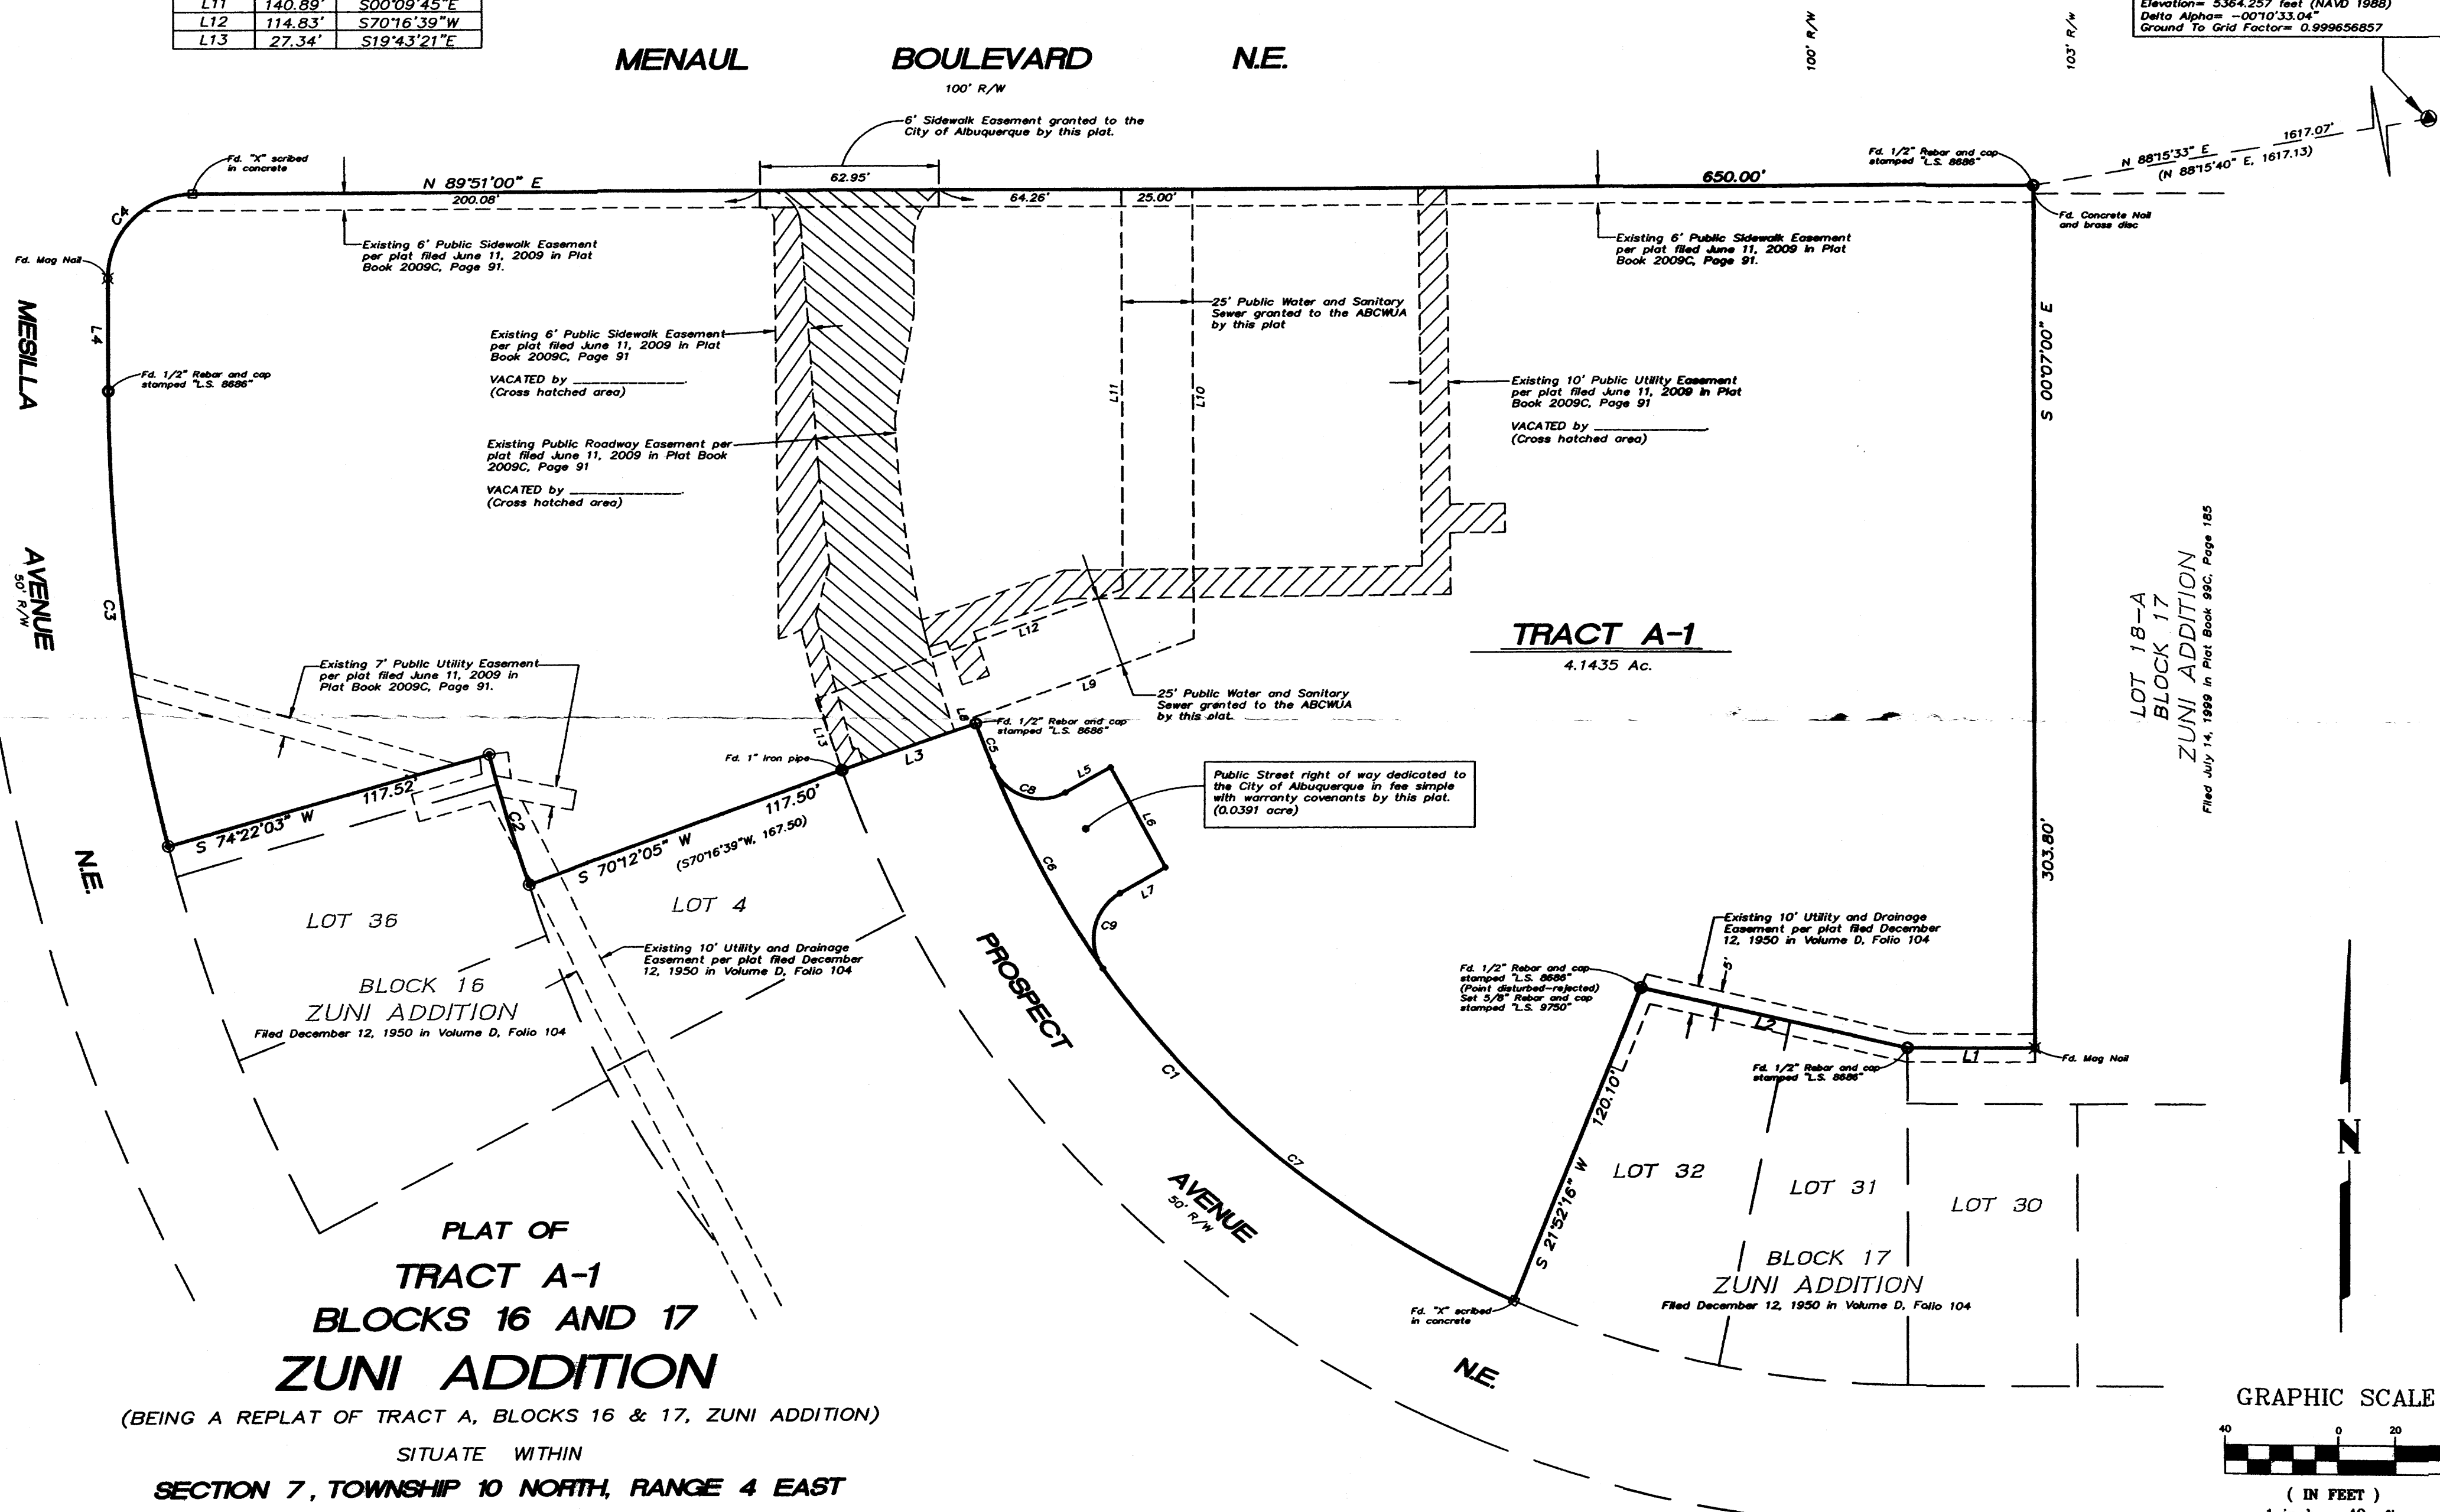 L11 140.89' S00°09'45"E
L12 114.83' S70°16'39"W
L13 27.34' S19°43'21"E
Elevation= 5364.257 feet (NAVD 1988)
Delta Alpha= -00°10'33.04"
Ground To Grid Factor= 0.999656857
MENAUL BOULEVARD N.E.
100' R/W
100' R/W
103' R/W
6' Sidewalk Easement granted to the
City of Albuquerque by this plat.
Fd. "X" scribed
in concrete
N 89°51'00" E
200.08'
62.95'
64.26'
25.00'
650.00'
Fd. 1/2" Rebar and cap
stamped "L.S. 8686"
N 88°15'33" E 1617.07'
(N 88°15'40" E, 1617.13)
Fd. Concrete Nail
and brass disc
C4
Fd. Mag Nail
Existing 6' Public Sidewalk Easement
per plat filed June 11, 2009 in Plat
Book 2009C, Page 91.
Existing 6' Public Sidewalk Easement
per plat filed June 11, 2009 in Plat
Book 2009C, Page 91.
MESILLA
AVENUE
50' R/W
N.E.
L4
Fd. 1/2" Rebar and cap
stamped "L.S. 8686"
C3
Existing 6' Public Sidewalk Easement
per plat filed June 11, 2009 in Plat
Book 2009C, Page 91
VACATED by ________________.
(Cross hatched area)
Existing Public Roadway Easement per
plat filed June 11, 2009 in Plat Book
2009C, Page 91
VACATED by ________________.
(Cross hatched area)
25' Public Water and Sanitary
Sewer granted to the ABCWUA
by this plat
L11
L10
Existing 10' Public Utility Easement
per plat filed June 11, 2009 in Plat
Book 2009C, Page 91
VACATED by ________________
(Cross hatched area)
S 00°07'00" E
303.80'
LOT 18-A
BLOCK 17
ZUNI ADDITION
Filed July 14, 1999 in Plat Book 99C, Page 185
TRACT A-1
4.1435 Ac.
L12
L9
25' Public Water and Sanitary
Sewer granted to the ABCWUA
by this plat.
Existing 7' Public Utility Easement
per plat filed June 11, 2009 in
Plat Book 2009C, Page 91.
L13
L8
Fd. 1/2" Rebar and cap
stamped "L.S. 8686"
Fd. 1" Iron pipe
L3
C5
C8
L5
L6
L7
C6
C9
Public Street right of way dedicated to
the City of Albuquerque in fee simple
with warranty covenants by this plat.
(0.0391 acre)
S 74°22'03" W 117.52'
C2
S 70°12'05" W 117.50'
(S70°16'39"W, 167.50)
LOT 36
LOT 4
BLOCK 16
ZUNI ADDITION
Filed December 12, 1950 in Volume D, Folio 104
Existing 10' Utility and Drainage
Easement per plat filed December
12, 1950 in Volume D, Folio 104
PROSPECT
AVENUE
50' R/W
N.E.
C1
C7
Existing 10' Utility and Drainage
Easement per plat filed December
12, 1950 in Volume D, Folio 104
5'
Fd. 1/2" Rebar and cap
stamped "L.S. 8686"
(Point disturbed-rejected)
Set 5/8" Rebar and cap
stamped "L.S. 9750"
L2
L1
Fd. Mag Nail
Fd. 1/2" Rebar and cap
stamped "L.S. 8686"
S 21°52'16" W 120.10'
LOT 32
LOT 31
LOT 30
BLOCK 17
ZUNI ADDITION
Filed December 12, 1950 in Volume D, Folio 104
Fd. "X" scribed
in concrete
N
PLAT OF
TRACT A-1
BLOCKS 16 AND 17
ZUNI ADDITION
(BEING A REPLAT OF TRACT A, BLOCKS 16 & 17, ZUNI ADDITION)
SITUATE WITHIN
SECTION 7, TOWNSHIP 10 NORTH, RANGE 4 EAST
GRAPHIC SCALE
40 0 20
( IN FEET )